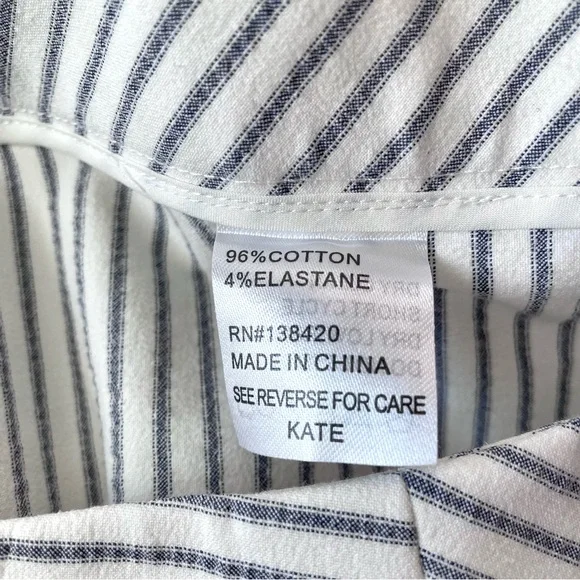 96%COTTON
4%ELASTANE
RN#138420
MADE IN CHINA
SEE REVERSE FOR CARE
KATE